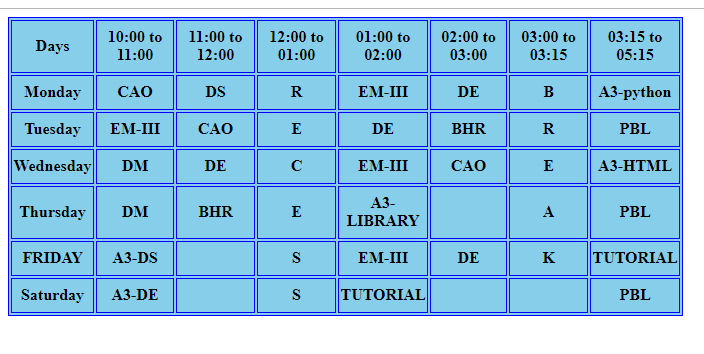 Days 10:00 to 11:00 11:00 to 12:00 12:00 to 01:00 01:00 to 02:00 02:00 to 03:00 03:00 to 03:15 03:15 to 05:15
Monday CAO DS R EM-III DE B A3-python
Tuesday EM-III CAO E DE BHR R PBL
Wednesday DM DE C EM-III CAO E A3-HTML
Thursday DM BHR E A3-LIBRARY A PBL
FRIDAY A3-DS S EM-III DE K TUTORIAL
Saturday A3-DE S TUTORIAL PBL